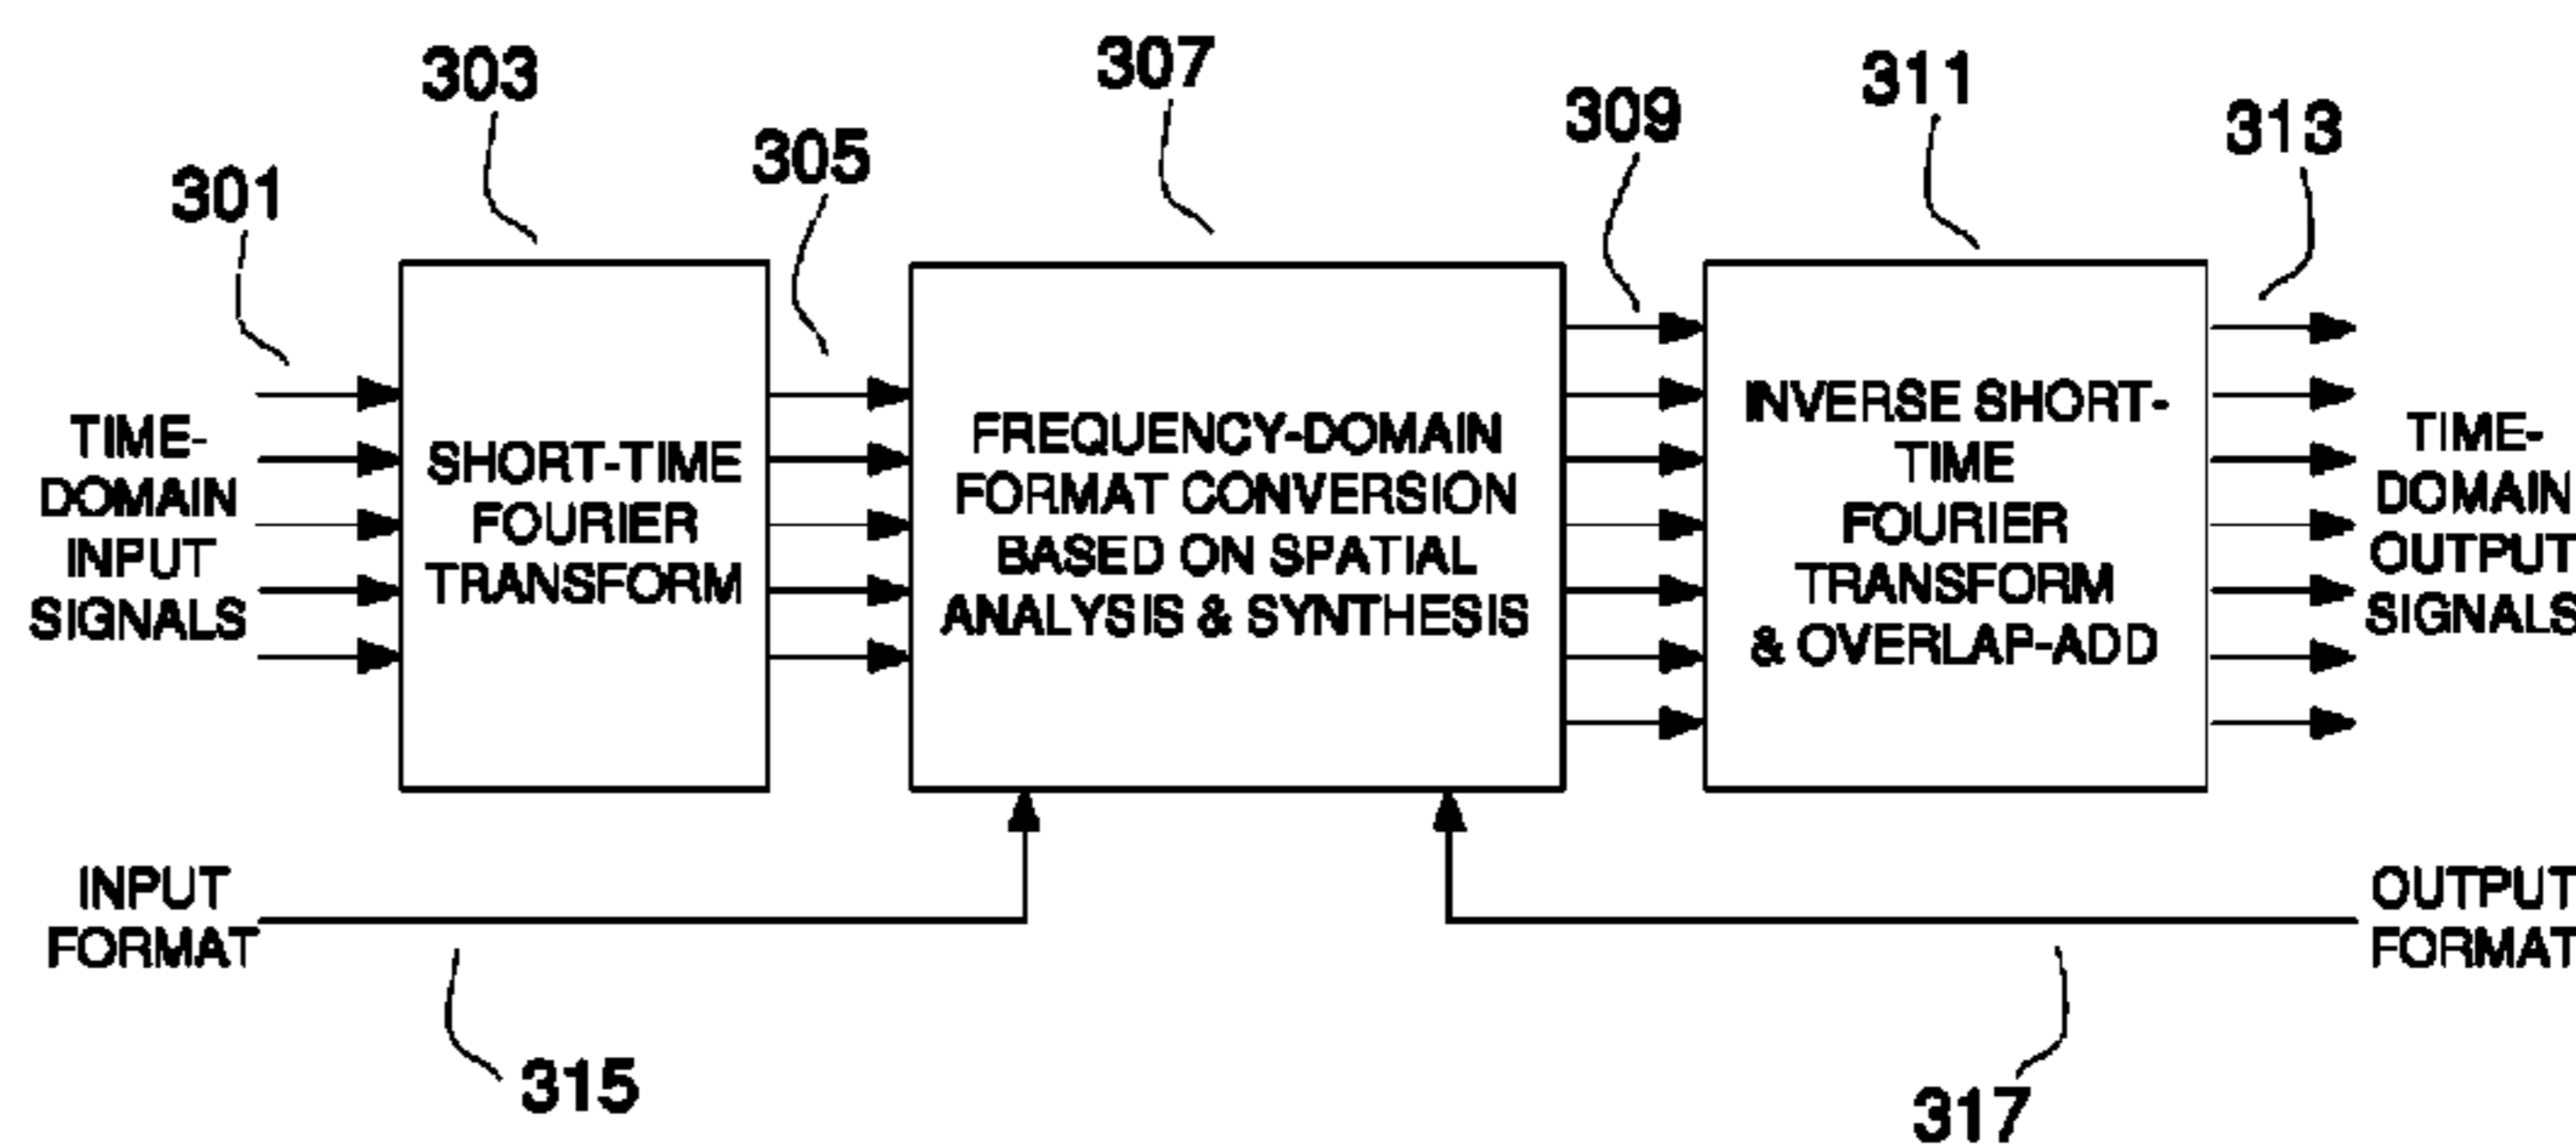 303
307
311
309
313
305
301
TIME-
DOMAIN
INPUT
SIGNALS
SHORT-TIME
FOURIER
TRANSFORM
FREQUENCY-DOMAIN
FORMAT CONVERSION
BASED ON SPATIAL
ANALYSIS & SYNTHESIS
INVERSE SHORT-
TIME
FOURIER
TRANSFORM
& OVERLAP-ADD
TIME-
DOMAIN
OUTPUT
SIGNALS
INPUT
FORMAT
OUTPUT
FORMAT
315
317